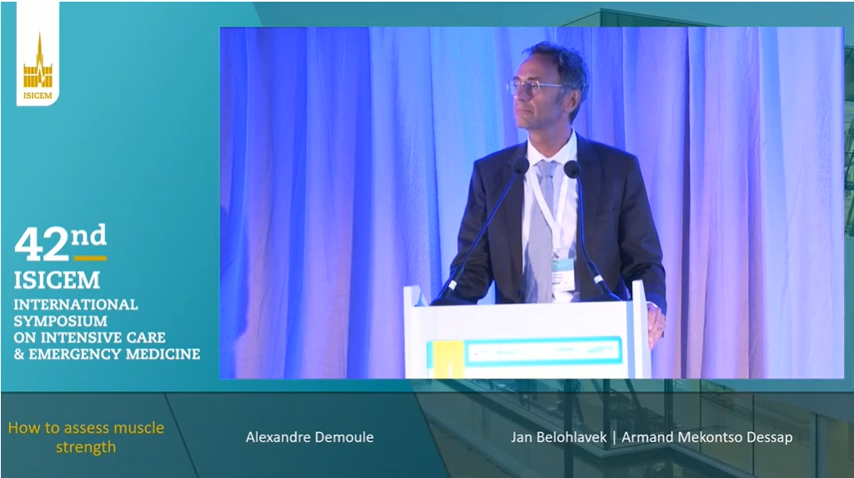 ISICEM
42nd
ISICEM
INTERNATIONAL
SYMPOSIUM
ON INTENSIVE CARE
& EMERGENCY MEDICINE
How to assess muscle
strength
Alexandre Demoule
Jan Belohlavek | Armand Mekontso Dessap